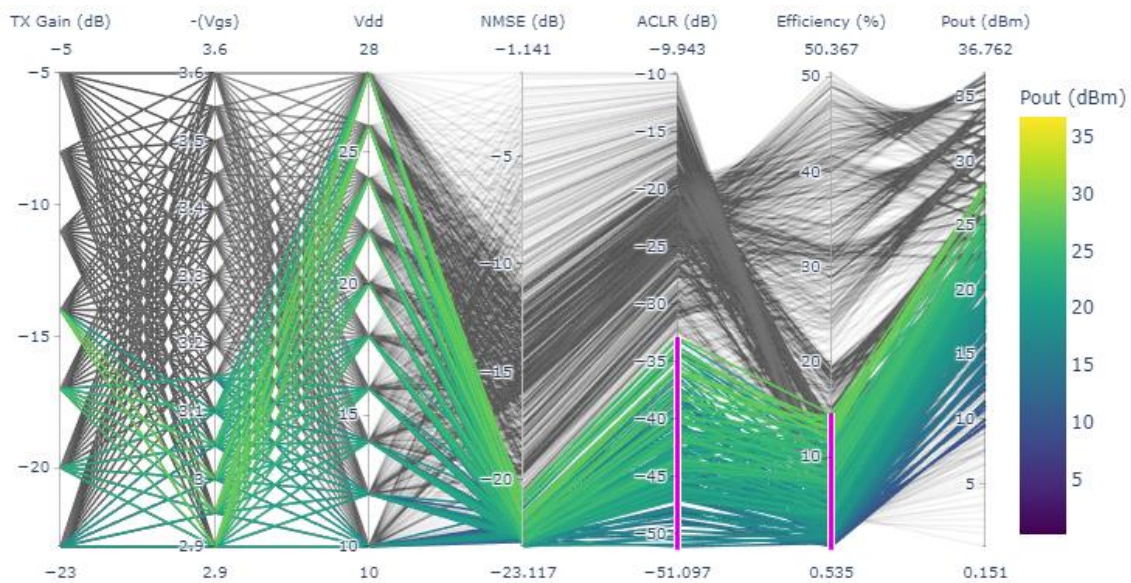 TX Gain (dB) -(Vgs) Vdd NMSE (dB) ACLR (dB) Efficiency (%) Pout (dBm)
−5 3.6 28 −1.141 −9.943 50.367 36.762
−5 3.6 −10 50
35
Pout (dBm)
35
3.5 25 −5 −15
30
40
30
−10 3.4 −20
25
25
3.3 20 −10 −25 30
20
20
−15 3.2 −30
15
15
3.1 15 −15 −35 20
10
10
−40
−20 3 −20 −45 10
5
5
2.9 10 −50
−23 2.9 10 −23.117 −51.097 0.535 0.151